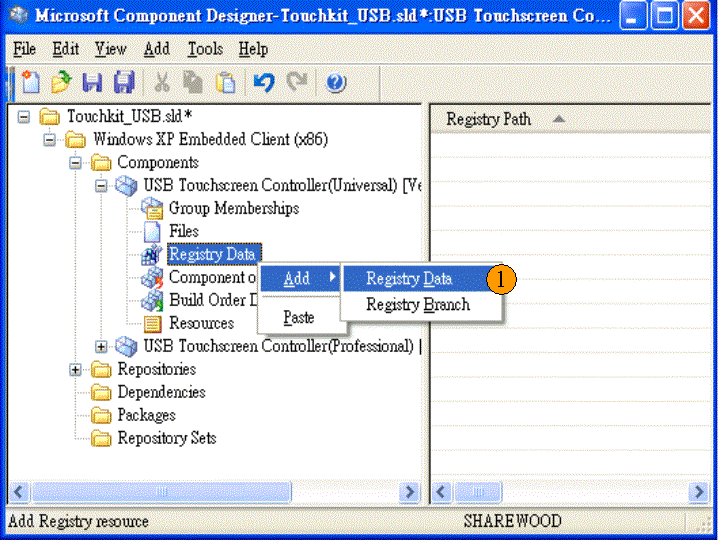 Microsoft Component Designer-Touchkit_USB.sld*:USB Touchscreen Co...
File Edit View Add Tools Help
Touchkit_USB.sld*
Windows XP Embedded Client (x86)
Components
USB Touchscreen Controller(Universal) [Ve
Group Memberships
Files
Registry Data
Component o
Build Order D
Resources
USB Touchscreen Controller(Professional) [
Repositories
Dependencies
Packages
Repository Sets
Registry Path
Add
Paste
Registry Data
1
Registry Branch
Add Registry resource
SHAREWOOD